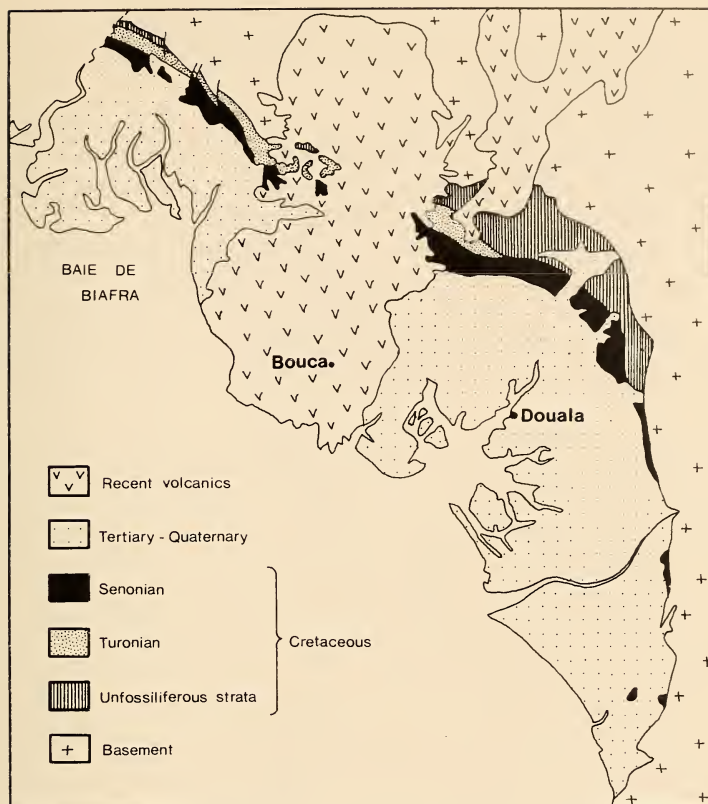 BAIE DE
BIAFRA
Bouca
Douala
Recent volcanics
Tertiary - Quaternary
Senonian
Turonian
Cretaceous
Unfossiliferous strata
Basement